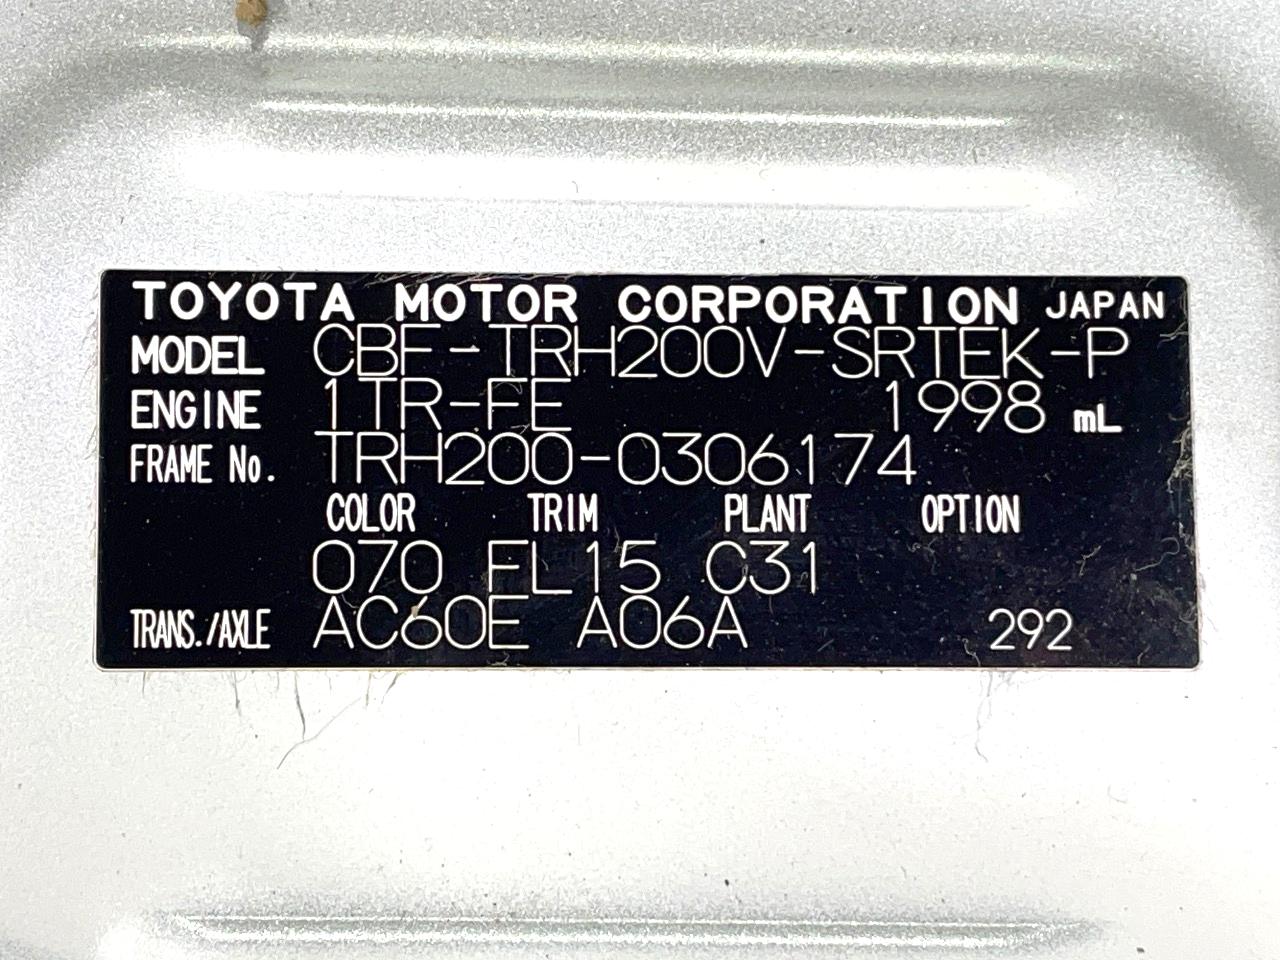 TOYOTA MOTOR CORPORATION JAPAN
MODEL CBF-TRH200V-SRTEK-P
ENGINE 1TR-FE 1998 mL
FRAME No. TRH200-0306174
COLOR TRIM PLANT OPTION
070 FL15 C31
TRANS./AXLE AC60E A06A 292